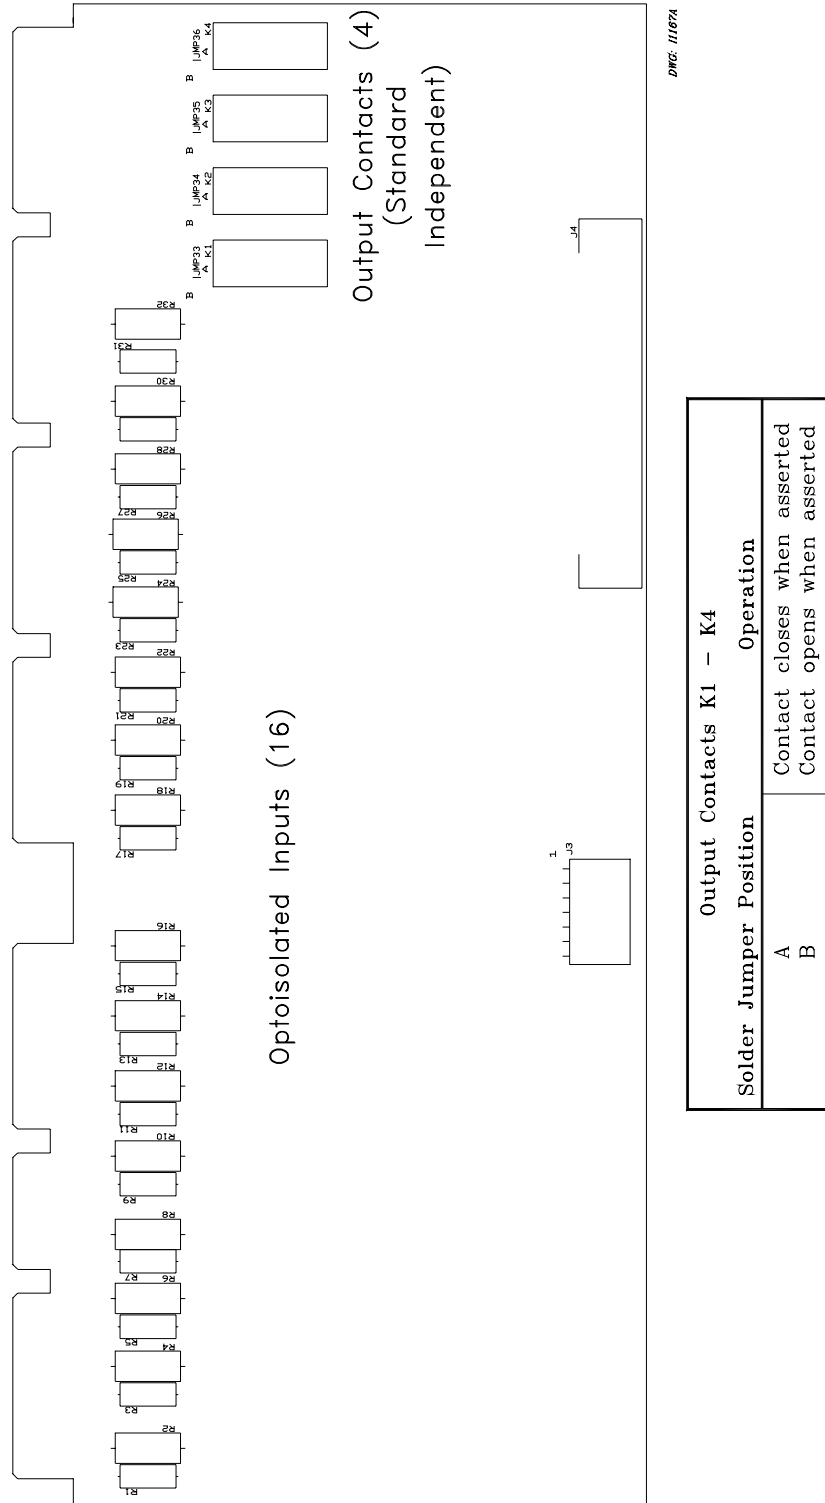 JMP36
A K4
B
JMP35
A K3
B
JMP34
A K2
B
JMP33
A K1
B
Output Contacts (4)
(Standard
Independent)
DWG: 11167A
R32
R31
R30
R28
R27
R26
R25
R24
R23
R22
R21
R20
R19
R18
R17
R16
R15
R14
R13
R12
R11
R10
R9
R8
R7
R6
R5
R4
R3
R2
R1
Optoisolated Inputs (16)
J4
1
J3
Output Contacts K1 – K4
Solder Jumper Position Operation
A Contact closes when asserted
B Contact opens when asserted